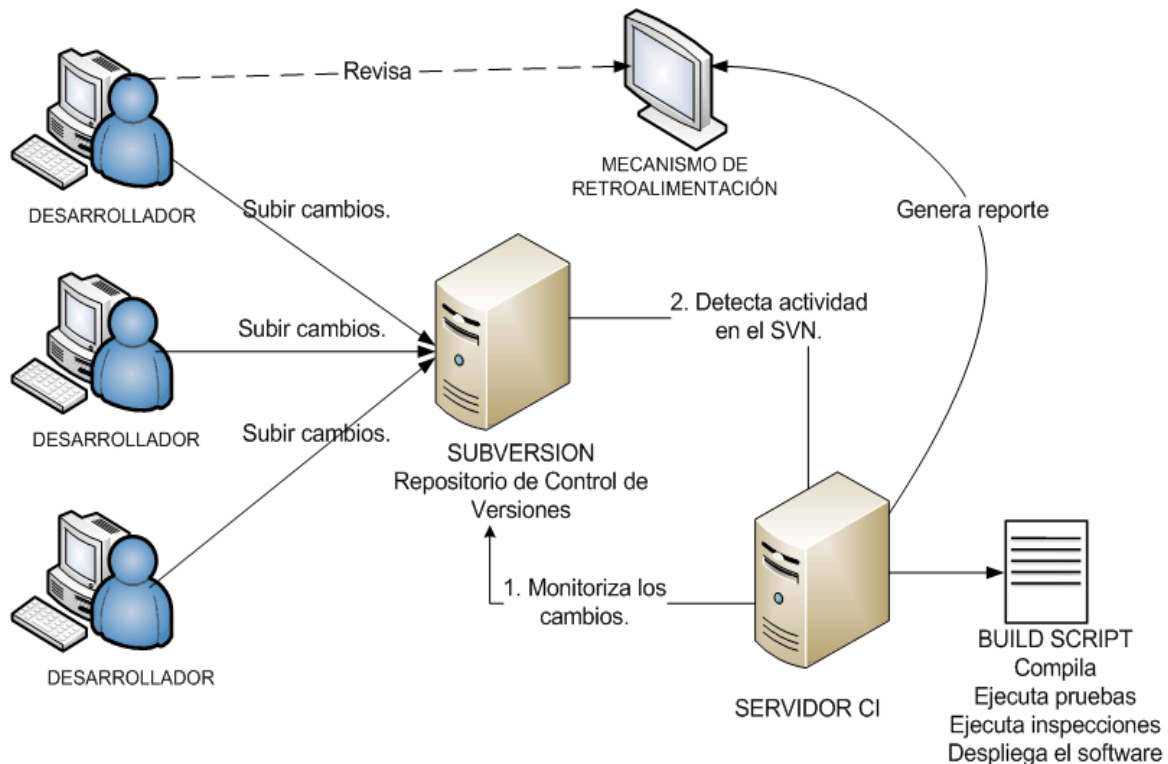 Revisa
MECANISMO DE
RETROALIMENTACIÓN
DESARROLLADOR
Subir cambios.
Genera reporte
2. Detecta actividad
en el SVN.
Subir cambios.
DESARROLLADOR
Subir cambios.
SUBVERSION
Repositorio de Control de
Versiones
1. Monitoriza los
cambios.
DESARROLLADOR
SERVIDOR CI
BUILD SCRIPT
Compila
Ejecuta pruebas
Ejecuta inspecciones
Despliega el software